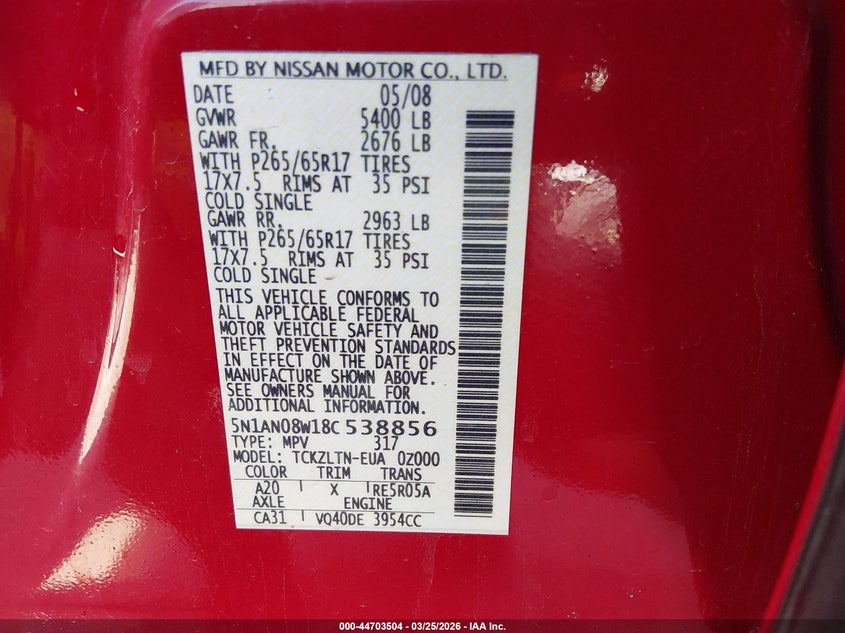 MFD BY NISSAN MOTOR CO., LTD.
DATE 05/08
GVWR 5400 LB
GAWR FR. 2676 LB
WITH P265/65R17 TIRES
17X7.5 RIMS AT 35 PSI
COLD SINGLE
GAWR RR. 2963 LB
WITH P265/65R17 TIRES
17X7.5 RIMS AT 35 PSI
COLD SINGLE
THIS VEHICLE CONFORMS TO
ALL APPLICABLE FEDERAL
MOTOR VEHICLE SAFETY AND
THEFT PREVENTION STANDARDS
IN EFFECT ON THE DATE OF
MANUFACTURE SHOWN ABOVE.
SEE OWNERS MANUAL FOR
ADDITIONAL INFORMATION.
5N1AN08W18C538856
TYPE: MPV 317
MODEL: TCKZLTN-EUA 0Z000
COLOR TRIM TRANS
A20 X RE5R05A
AXLE ENGINE
CA31 VQ40DE 3954CC
000-44703504 - 03/25/2026 - IAA Inc.